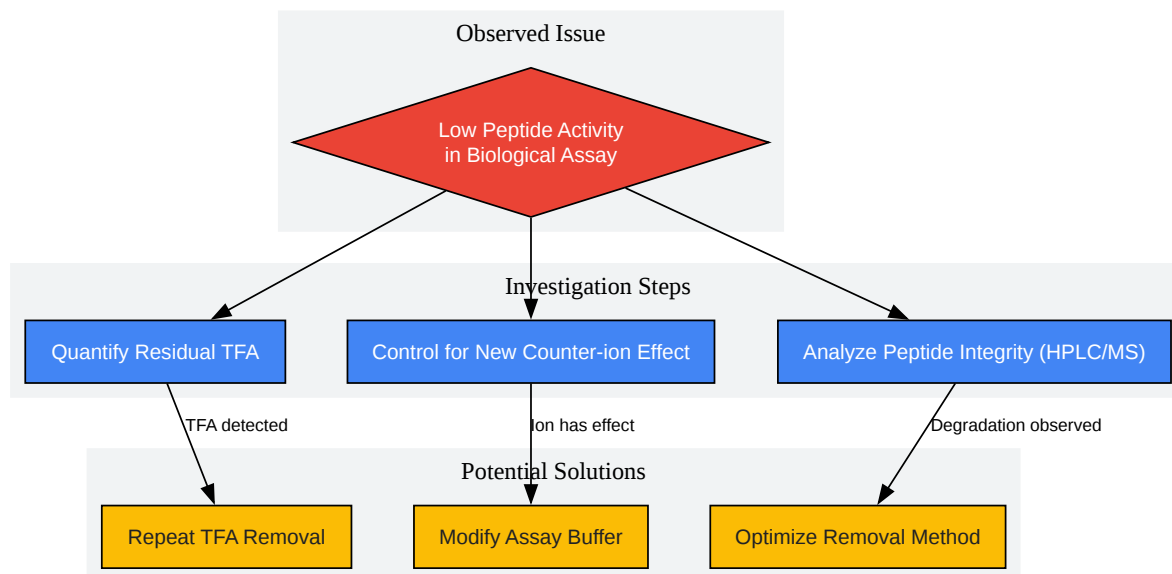 Observed Issue
Low Peptide Activity
in Biological Assay
Investigation Steps
Quantify Residual TFA
Control for New Counter-ion Effect
Analyze Peptide Integrity (HPLC/MS)
TFA detected
Ion has effect
Degradation observed
Potential Solutions
Repeat TFA Removal
Modify Assay Buffer
Optimize Removal Method